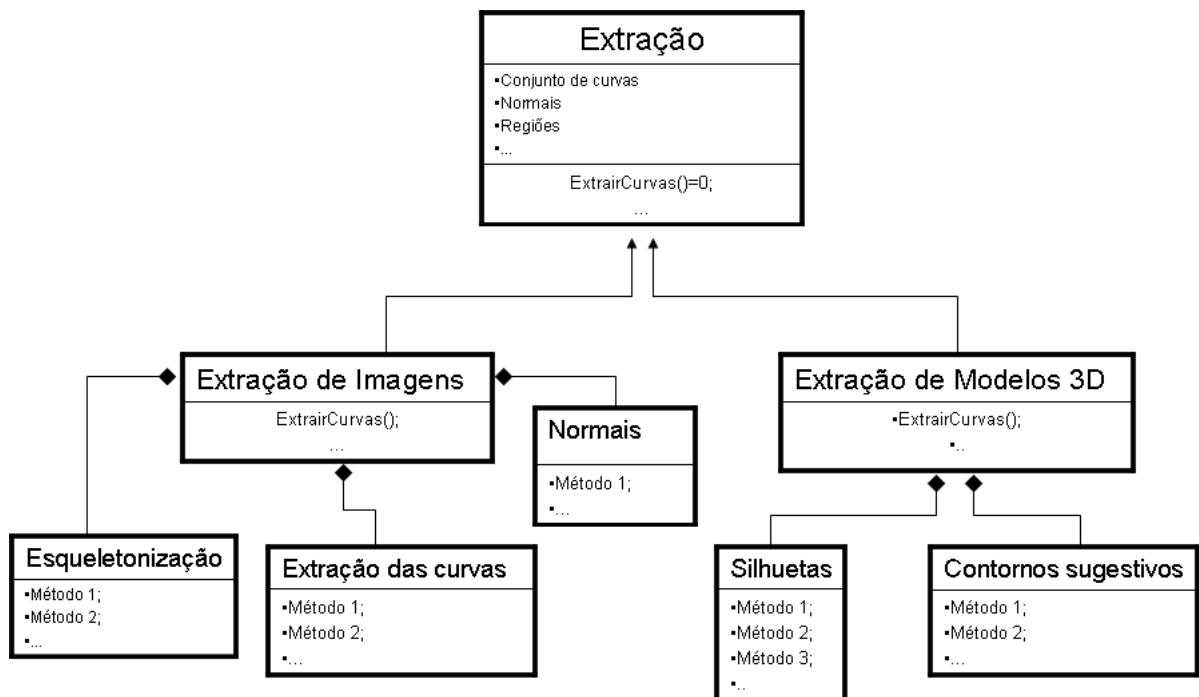 Extração
▪Conjunto de curvas
▪Normais
▪Regiões
▪...
ExtrairCurvas()=0;
...
Extração de Imagens
ExtrairCurvas();
...
Extração de Modelos 3D
▪ExtrairCurvas();
▪..
Normais
▪Método 1;
▪...
Esqueletonização
▪Método 1;
▪Método 2;
▪...
Extração das curvas
▪Método 1;
▪Método 2;
▪...
Silhuetas
▪Método 1;
▪Método 2;
▪Método 3;
▪..
Contornos sugestivos
▪Método 1;
▪Método 2;
▪...